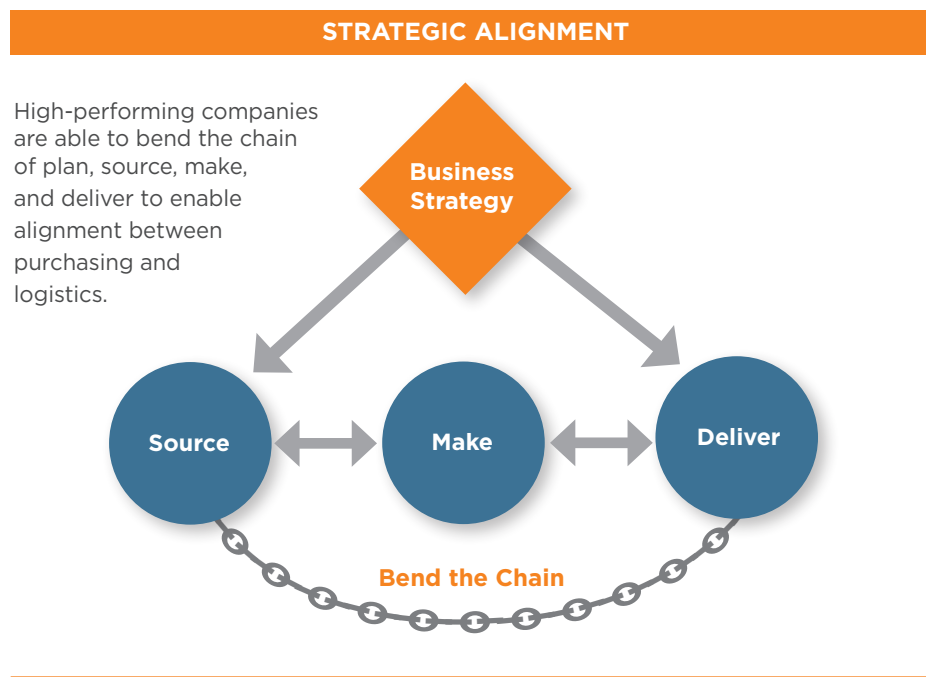 STRATEGIC ALIGNMENT
High-performing companies
are able to bend the chain
of plan, source, make,
and deliver to enable
alignment between
purchasing and
logistics.
Business
Strategy
Source
Make
Deliver
Bend the Chain